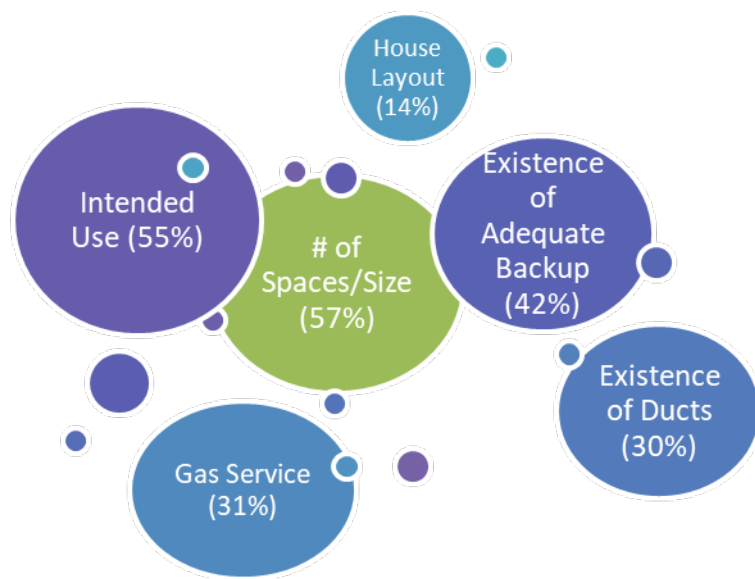 House
Layout
(14%)
Intended
Use (55%)
# of
Spaces/Size
(57%)
Existence
of
Adequate
Backup
(42%)
Existence
of Ducts
(30%)
Gas Service
(31%)